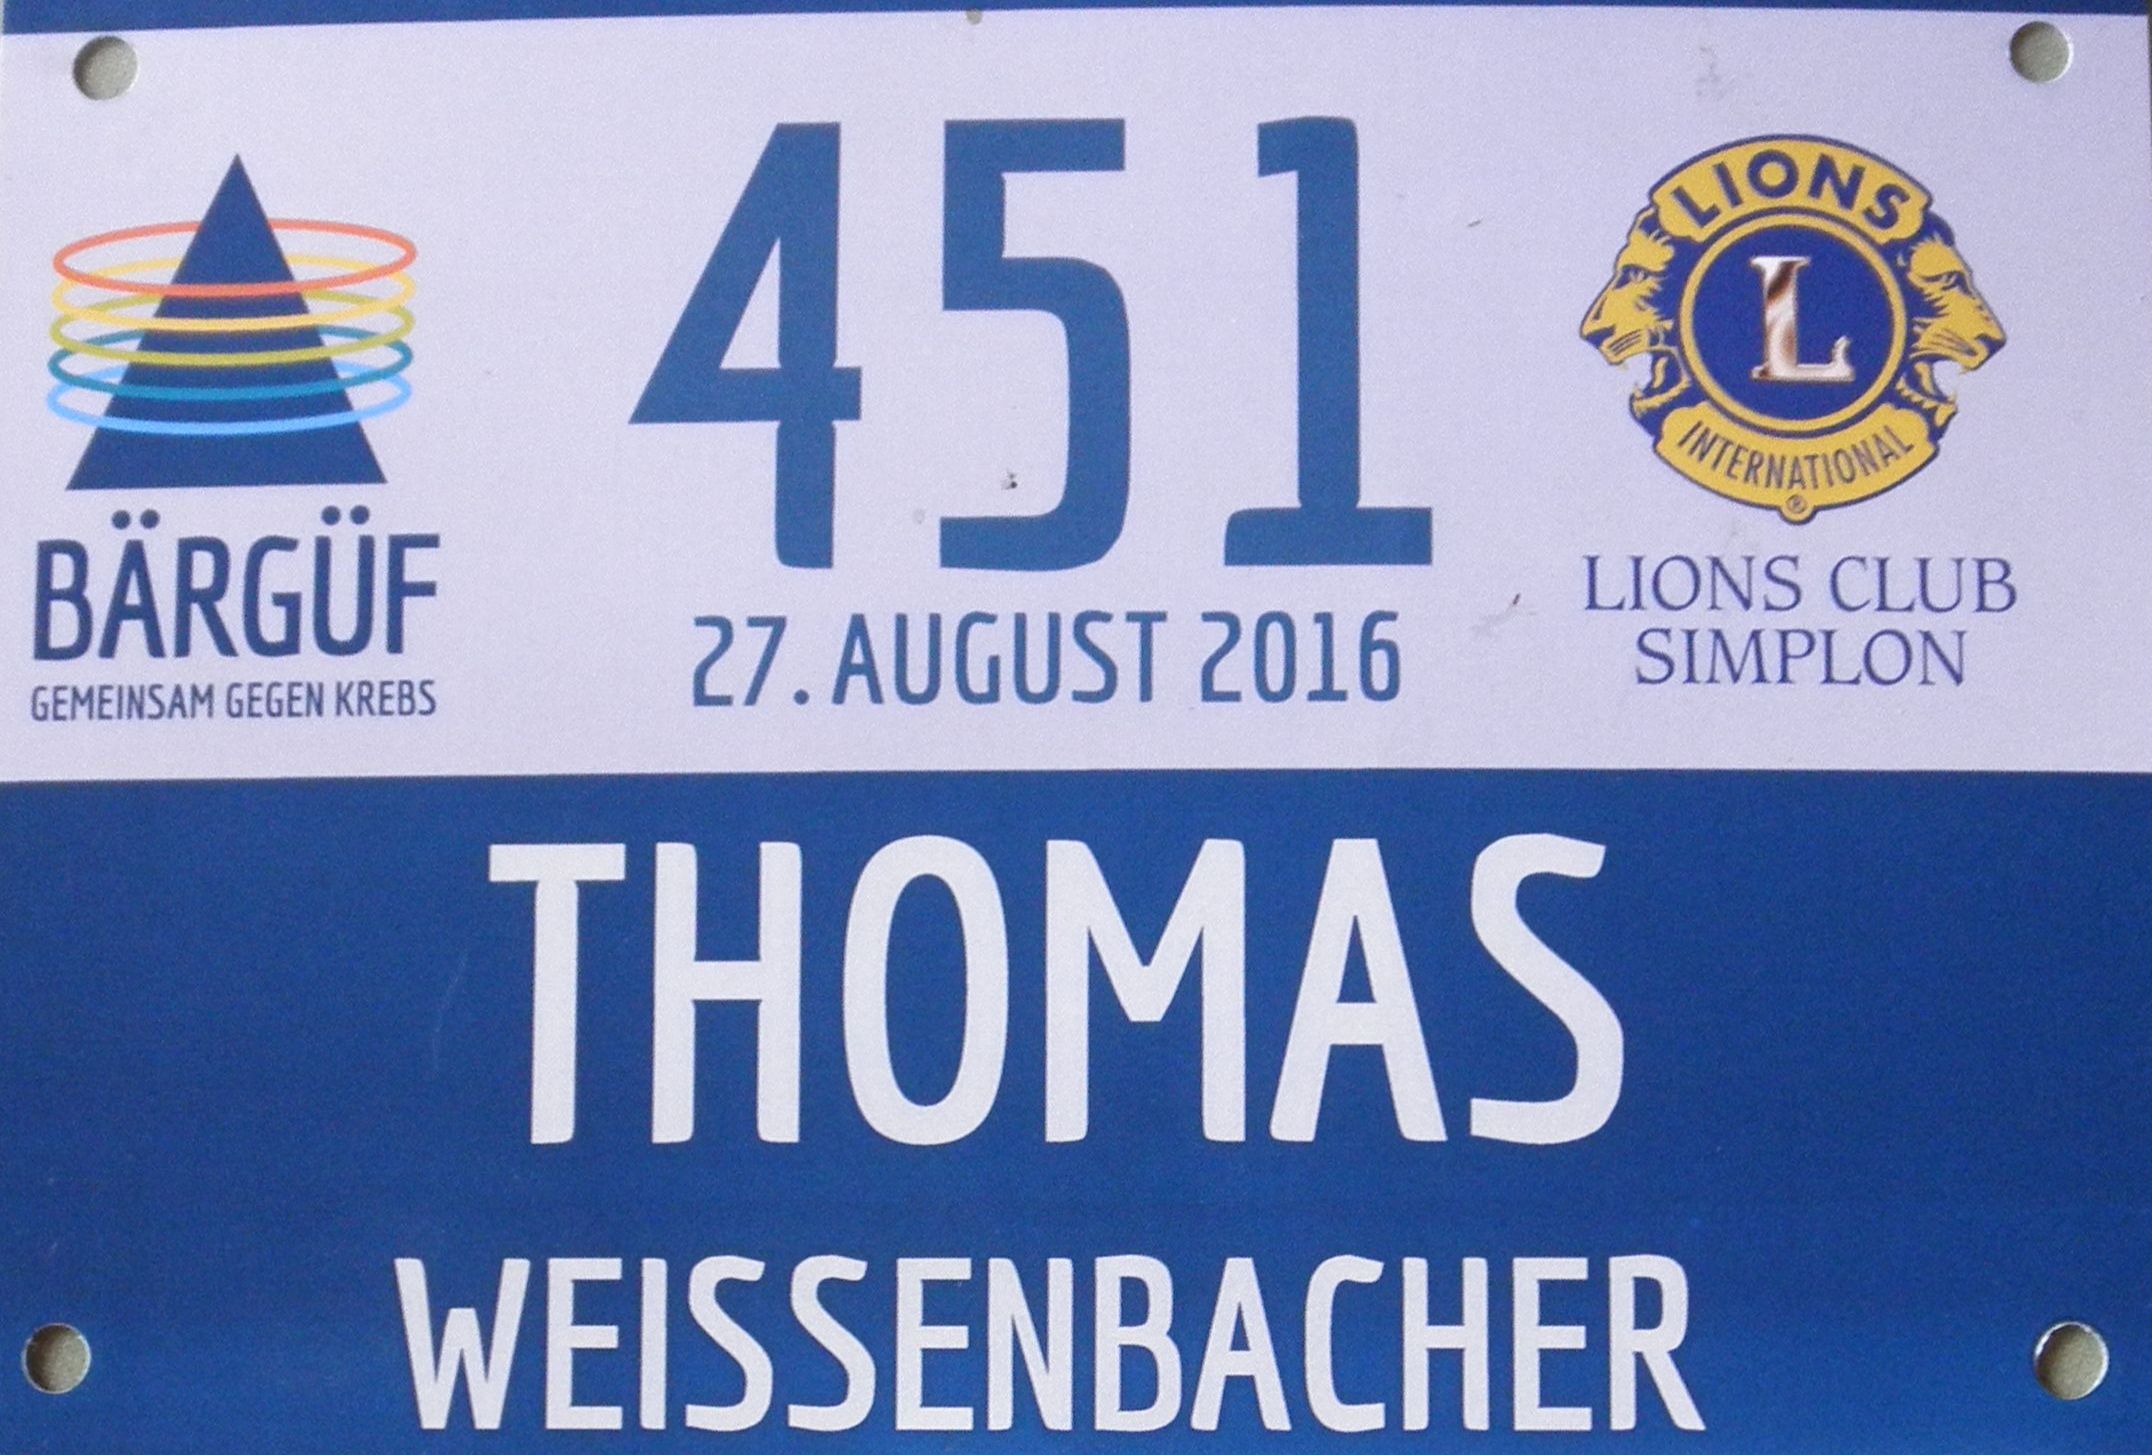 451
27. AUGUST 2016
BÄRGÜF
GEMEINSAM GEGEN KREBS
LIONS
L
INTERNATIONAL
®
LIONS CLUB
SIMPLON
THOMAS
WEISSENBACHER